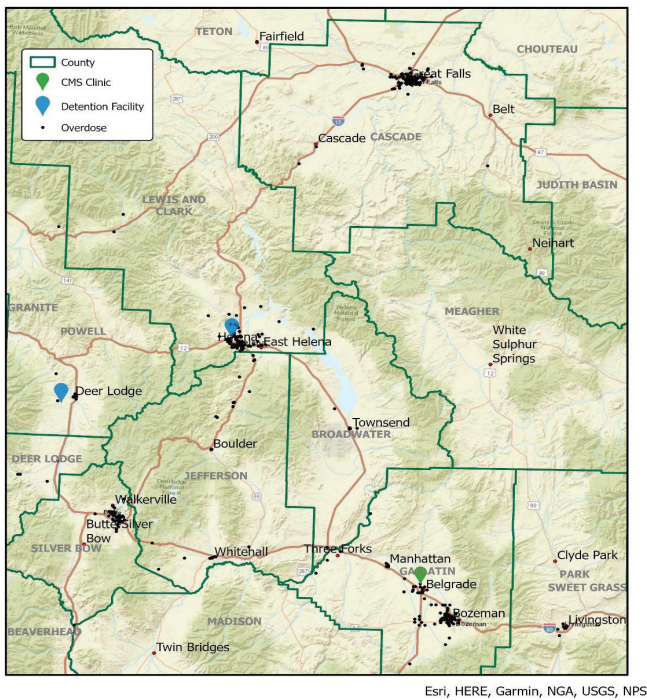 TETON
Fairfield
CHOUTEAU
County
CMS Clinic
Detention Facility
Overdose
Great Falls
Belt
Cascade
CASCADE
JUDITH BASIN
LEWIS AND
CLARK
Neihart
GRANITE
POWELL
MEAGHER
White
Sulphur
Springs
Helena
East Helena
Deer Lodge
Townsend
BROADWATER
Boulder
DEER LODGE
JEFFERSON
Walkerville
Butte-Silver
Bow
SILVER BOW
Whitehall
Three Forks
Manhattan
GALLATIN
Belgrade
Clyde Park
PARK
SWEET GRASS
Bozeman
Livingston
BEAVERHEAD
MADISON
Twin Bridges
Esri, HERE, Garmin, NGA, USGS, NPS